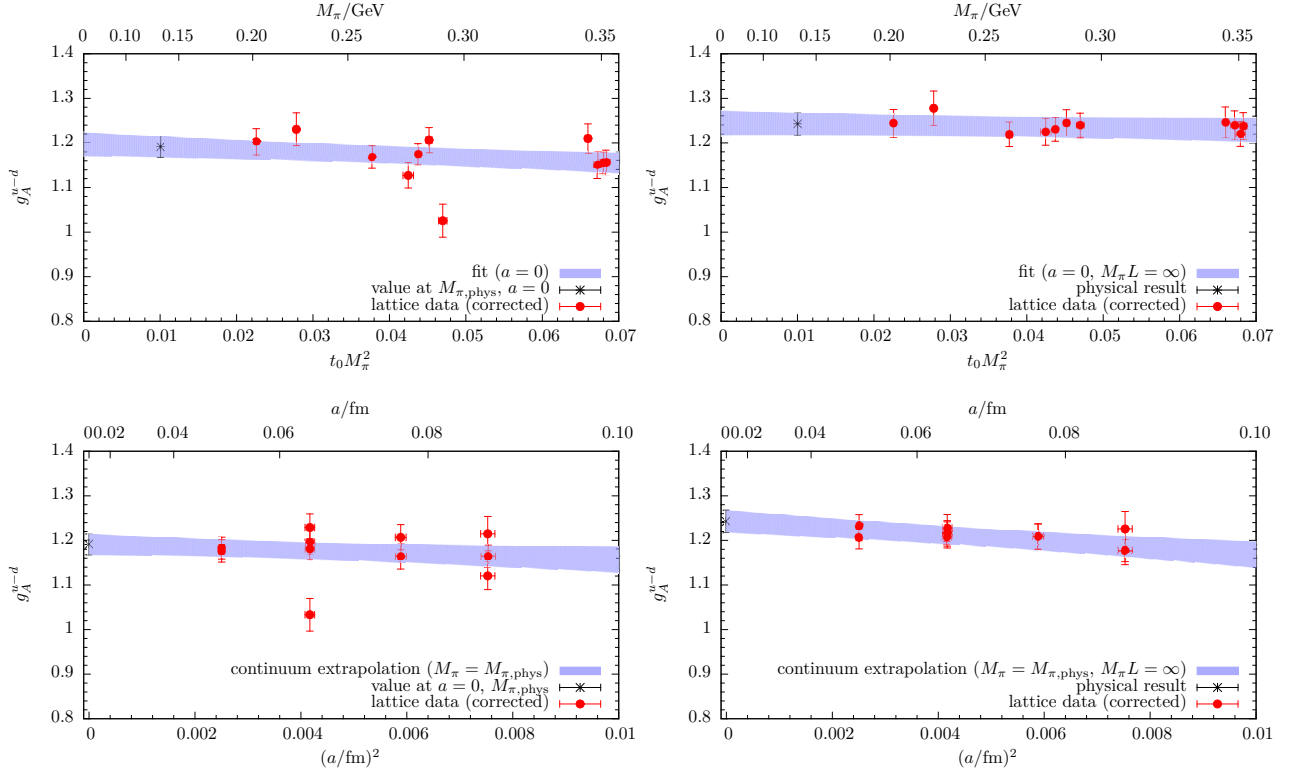 M_π/GeV
0 0.10 0.15 0.20 0.25 0.30 0.35
1.4
1.3
1.2
1.1
1
0.9
0.8
g_A^{u−d}
fit (a = 0)
value at M_{π,phys}, a = 0
lattice data (corrected)
0 0.01 0.02 0.03 0.04 0.05 0.06 0.07
t_0 M_π^2
M_π/GeV
0 0.10 0.15 0.20 0.25 0.30 0.35
1.4
1.3
1.2
1.1
1
0.9
0.8
g_A^{u−d}
fit (a = 0, M_πL = ∞)
physical result
lattice data (corrected)
0 0.01 0.02 0.03 0.04 0.05 0.06 0.07
t_0 M_π^2
a/fm
0 0.02 0.04 0.06 0.08 0.10
1.4
1.3
1.2
1.1
1
0.9
0.8
g_A^{u−d}
continuum extrapolation (M_π = M_{π,phys})
value at a = 0, M_{π,phys}
lattice data (corrected)
0 0.002 0.004 0.006 0.008 0.01
(a/fm)^2
a/fm
0 0.02 0.04 0.06 0.08 0.10
1.4
1.3
1.2
1.1
1
0.9
0.8
g_A^{u−d}
continuum extrapolation (M_π = M_{π,phys}, M_πL = ∞)
physical result
lattice data (corrected)
0 0.002 0.004 0.006 0.008 0.01
(a/fm)^2